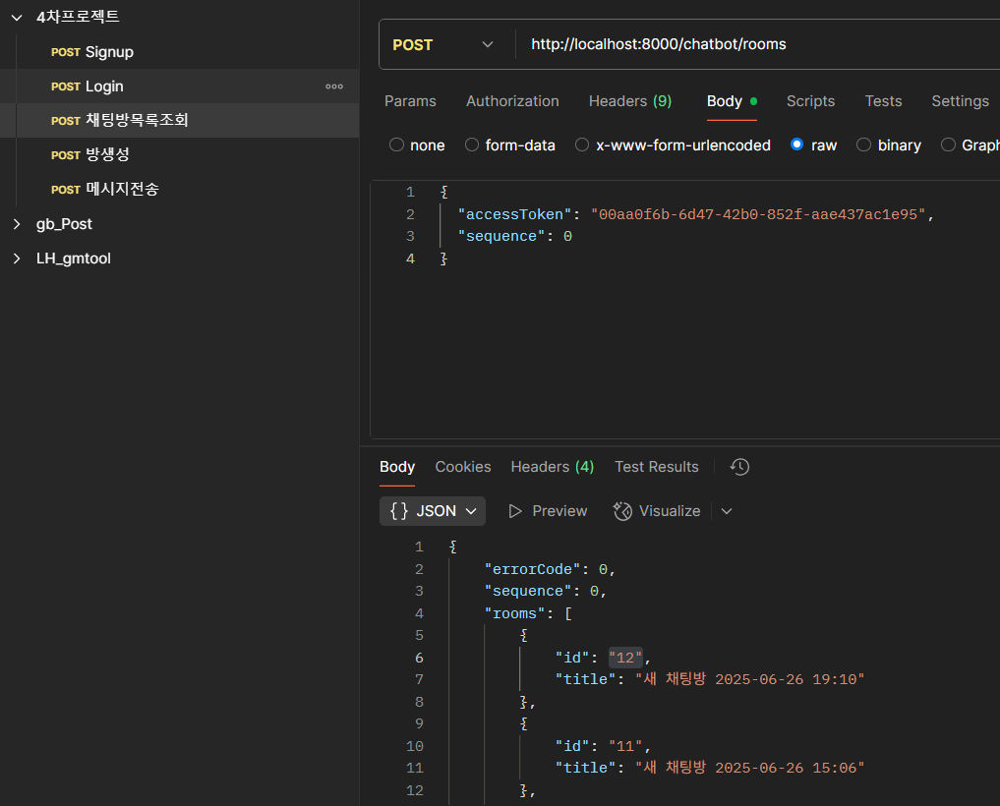 4차프로젝트
POST Signup
POST Login
POST 채팅방목록조회
POST 방생성
POST 메시지전송
gb_Post
LH_gmtool
POST http://localhost:8000/chatbot/rooms
Params Authorization Headers (9) Body Scripts Tests Settings
none form-data x-www-form-urlencoded raw binary Graph
1 {
2 "accessToken": "00aa0f6b-6d47-42b0-852f-aae437ac1e95",
3 "sequence": 0
4 }
Body Cookies Headers (4) Test Results
{} JSON Preview Visualize
1 {
2 "errorCode": 0,
3 "sequence": 0,
4 "rooms": [
5 {
6 "id": "12",
7 "title": "새 채팅방 2025-06-26 19:10"
8 },
9 {
10 "id": "11",
11 "title": "새 채팅방 2025-06-26 15:06"
12 },